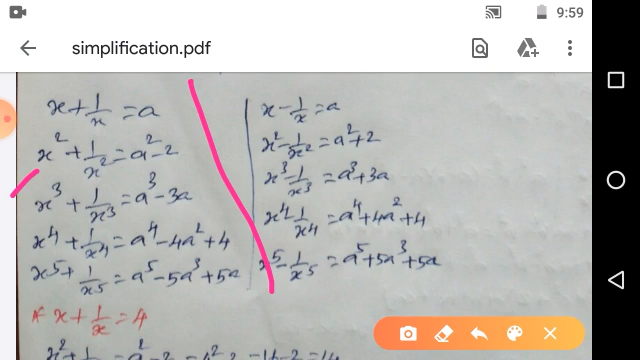 9:59
simplification.pdf
x + 1/x = a
x² + 1/x² = a² - 2
x³ + 1/x³ = a³ - 3a
x⁴ + 1/x⁴ = a⁴ - 4a² + 4
x⁵ + 1/x⁵ = a⁵ - 5a³ + 5a
x - 1/x = a
x² - 1/x² = a² + 2
x³ - 1/x³ = a³ + 3a
x⁴ - 1/x⁴ = a⁴ + 4a² + 4
x⁵ - 1/x⁵ = a⁵ + 5a³ + 5a
* x + 1/x = 4